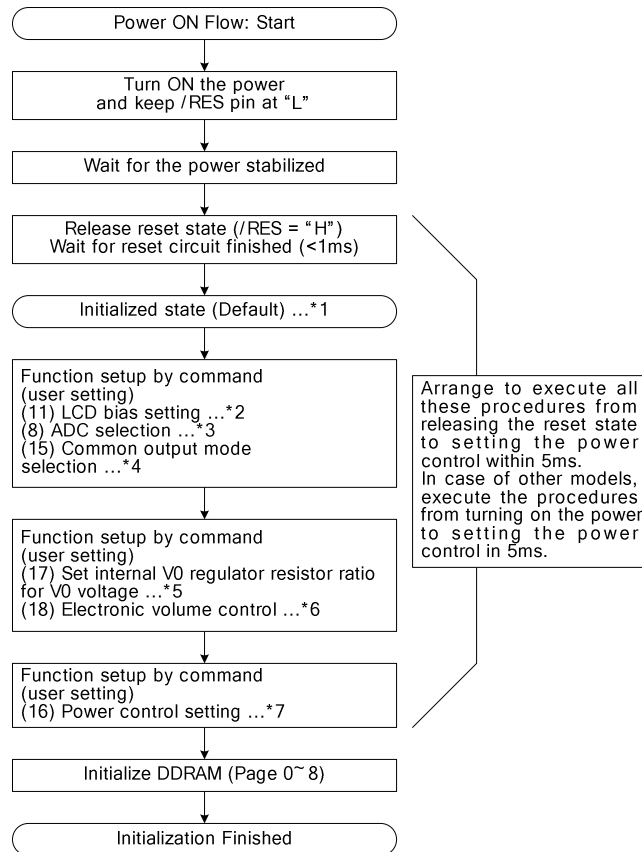 Power ON Flow: Start
Turn ON the power
and keep /RES pin at “L”
Wait for the power stabilized
Release reset state (/RES = “H”)
Wait for reset circuit finished (<1ms)
Initialized state (Default) ...*1
Function setup by command
(user setting)
(11) LCD bias setting ...*2
(8) ADC selection ...*3
(15) Common output mode
selection ...*4
Arrange to execute all
these procedures from
releasing the reset state
to setting the power
control within 5ms.
In case of other models,
execute the procedures
from turning on the power
to setting the power
control in 5ms.
Function setup by command
(user setting)
(17) Set internal V0 regulator resistor ratio
for V0 voltage ...*5
(18) Electronic volume control ...*6
Function setup by command
(user setting)
(16) Power control setting ...*7
Initialize DDRAM (Page 0~8)
Initialization Finished